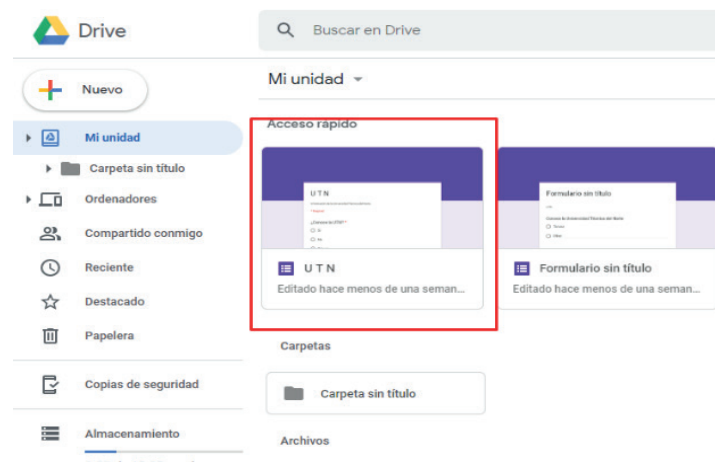 Drive
Buscar en Drive
Nuevo
Mi unidad
Mi unidad
Carpeta sin título
Ordenadores
Compartido conmigo
Reciente
Destacado
Papelera
Copias de seguridad
Almacenamiento
Acceso rápido
U T N
U T N
Editado hace menos de una seman...
Formulario sin título
Formulario sin título
Editado hace menos de una seman...
Carpetas
Carpeta sin título
Archivos